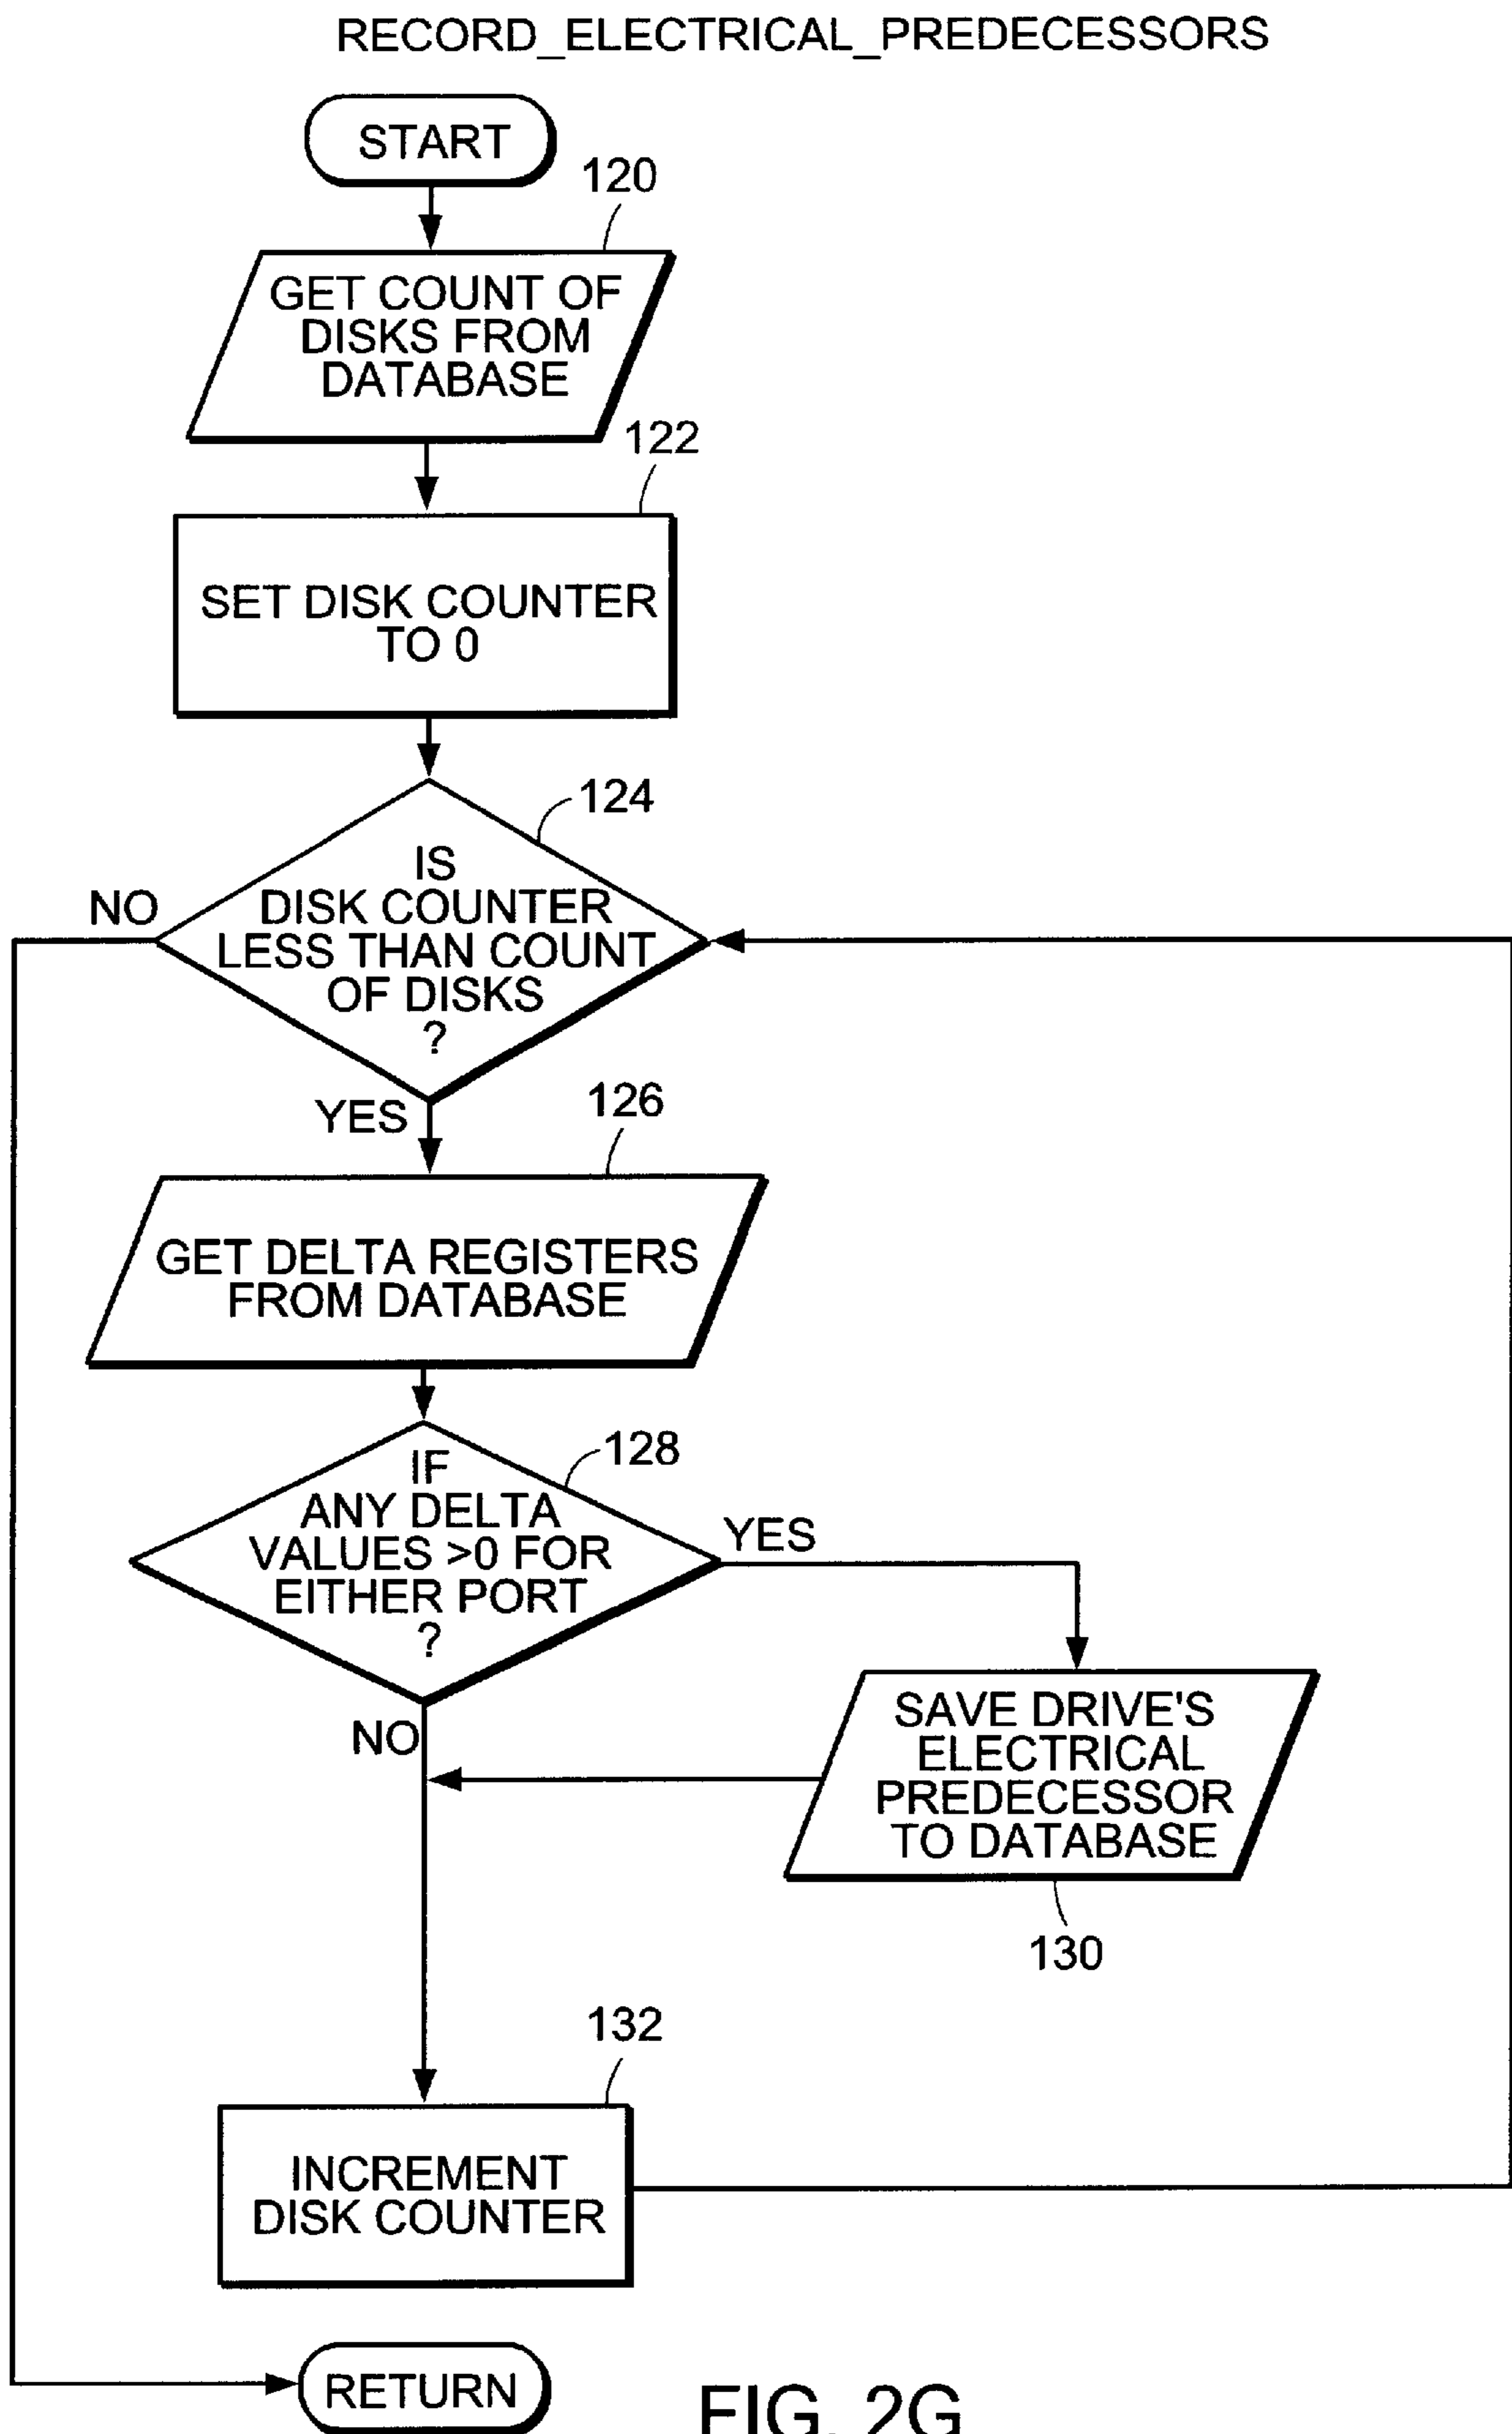 RECORD_ELECTRICAL_PREDECESSORS
START
120
GET COUNT OF
DISKS FROM
DATABASE
122
SET DISK COUNTER
TO 0
124
IS
DISK COUNTER
LESS THAN COUNT
OF DISKS
?
NO
YES
126
GET DELTA REGISTERS
FROM DATABASE
128
IF
ANY DELTA
VALUES >0 FOR
EITHER PORT
?
YES
NO
SAVE DRIVE'S
ELECTRICAL
PREDECESSOR
TO DATABASE
130
132
INCREMENT
DISK COUNTER
RETURN
FIG. 2G